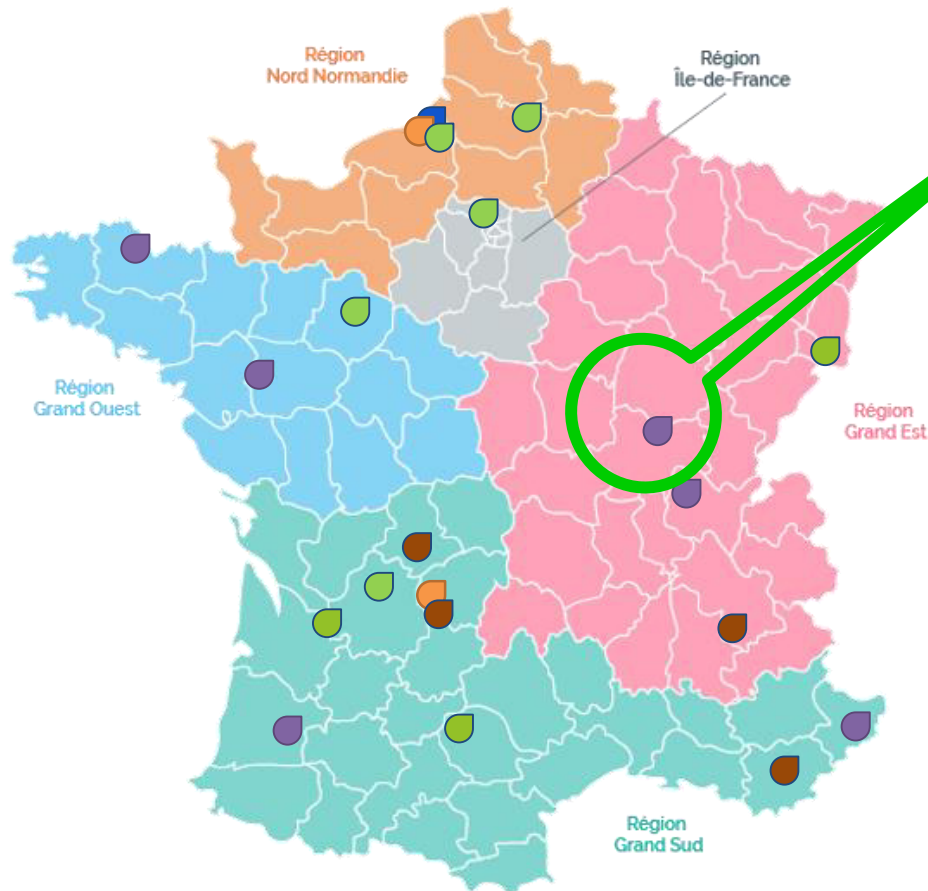 Région
Nord Normandie
Région
Île-de-France
Région
Grand Ouest
Région
Grand Est
Région
Grand Sud